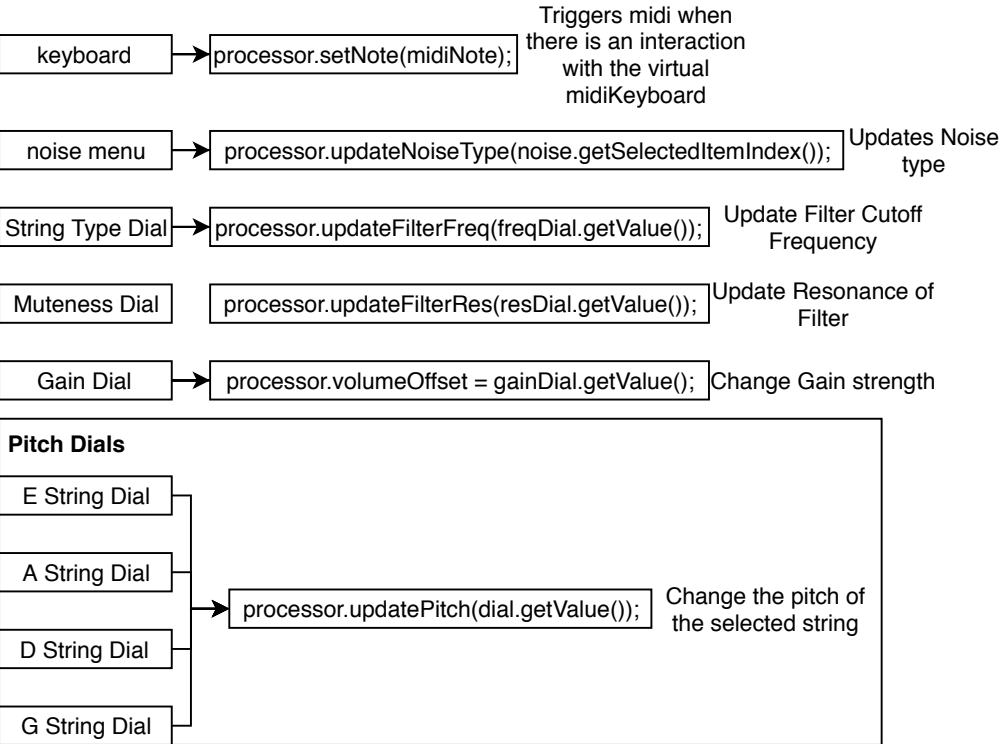 keyboard
processor.setNote(midiNote);
Triggers midi when
there is an interaction
with the virtual
midiKeyboard
noise menu
processor.updateNoiseType(noise.getSelectedItemIndex());
Updates Noise
type
String Type Dial
processor.updateFilterFreq(freqDial.getValue());
Update Filter Cutoff
Frequency
Muteness Dial
processor.updateFilterRes(resDial.getValue());
Update Resonance of
Filter
Gain Dial
processor.volumeOffset = gainDial.getValue();
Change Gain strength
Pitch Dials
E String Dial
A String Dial
D String Dial
G String Dial
processor.updatePitch(dial.getValue());
Change the pitch of
the selected string